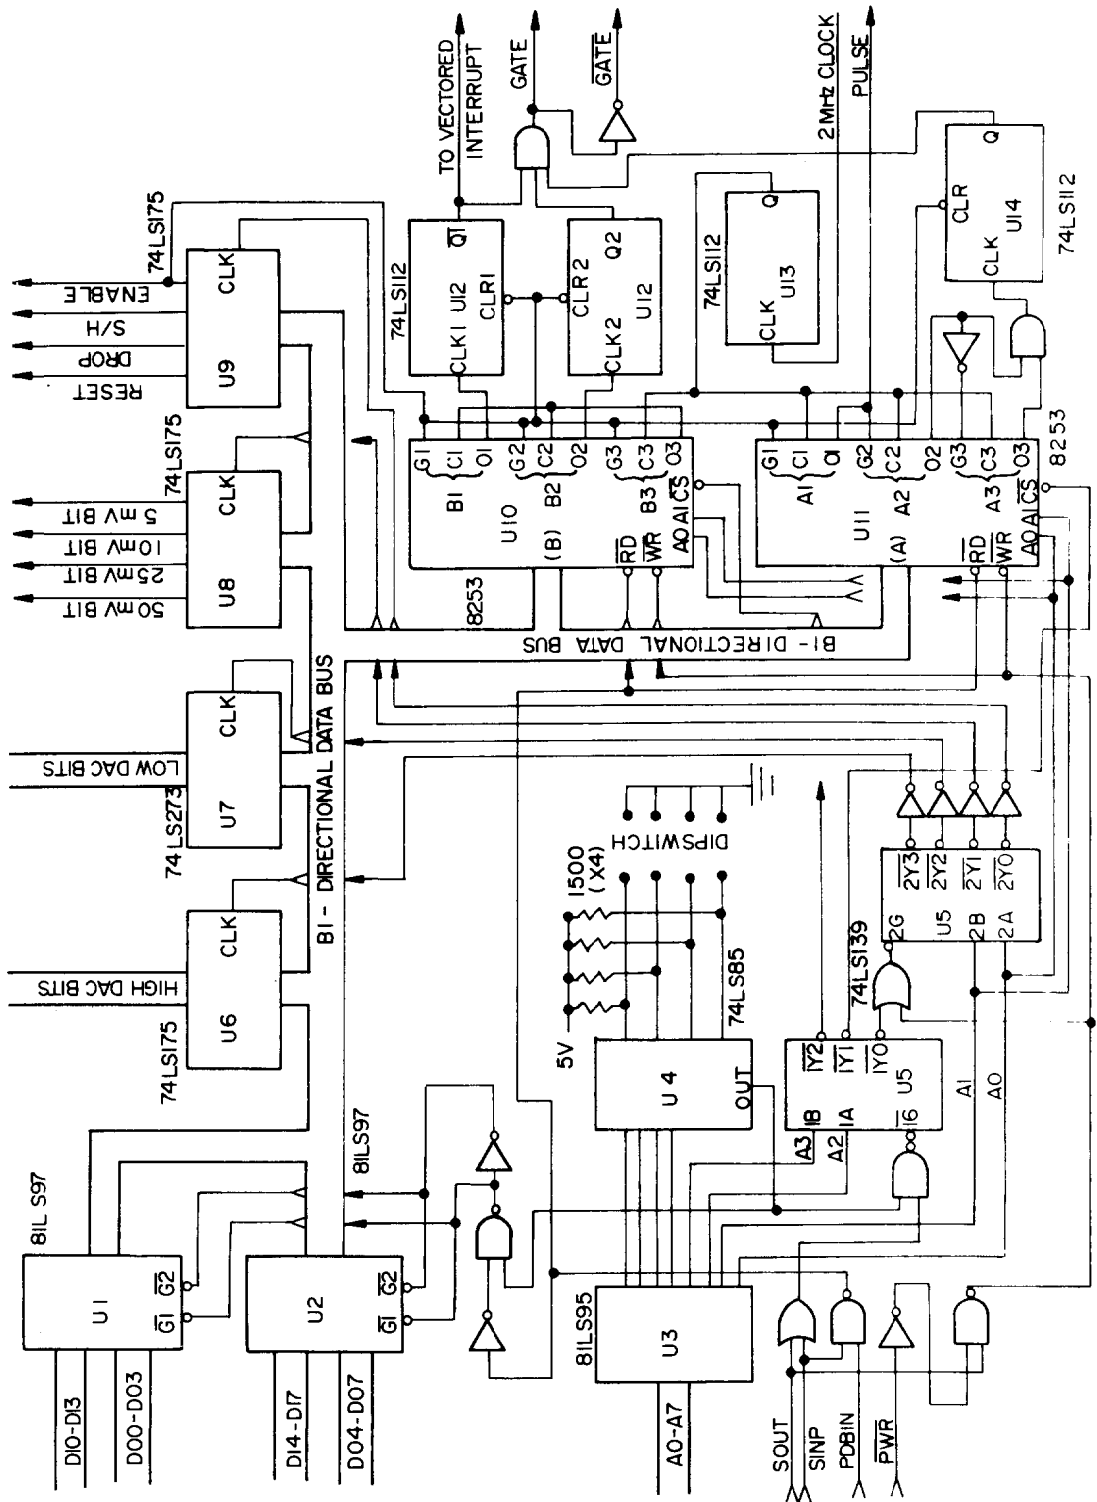 TO VECTORED
INTERRUPT
GATE
GATE
2MHz CLOCK
PULSE
74LS175
ENABLE
S/H
DROP
RESET
CLK
U9
74LS112
Q1
U12
CLK1
CLR1
CLR2
Q2
CLK2
U12
74LS112
Q
CLK
U13
CLR
Q
CLK
U14
74LS112
74LS175
5 mV BIT
10 mV BIT
25 mV BIT
50 mV BIT
CLK
U8
8253
U10
(B)
G1
C1
O1
B1
G2
C2
O2
B2
G3
C3
O3
B3
RD
WR
A0
A1
CS
8253
U11
(A)
G1
C1
O1
A1
G2
C2
O2
A2
G3
C3
O3
A3
RD
WR
A0
A1
CS
BI-DIRECTIONAL DATA BUS
LOW DAC BITS
74LS273
CLK
U7
BI-DIRECTIONAL DATA BUS
HIGH DAC BITS
74LS175
CLK
U6
5V
1500
(X4)
DIPSWITCH
74LS85
U4
OUT
74LS139
2Y3
2Y2
2Y1
2Y0
2G
U5
2B
2A
1Y2
1Y1
1Y0
U5
1B
1A
1G
A3
A2
A1
A0
81LS97
U1
G1
G2
DI0-DI3
DO0-DO3
81LS97
U2
G1
G2
DI4-DI7
DO4-DO7
81LS95
U3
A0-A7
SOUT
SINP
PDBIN
PWR